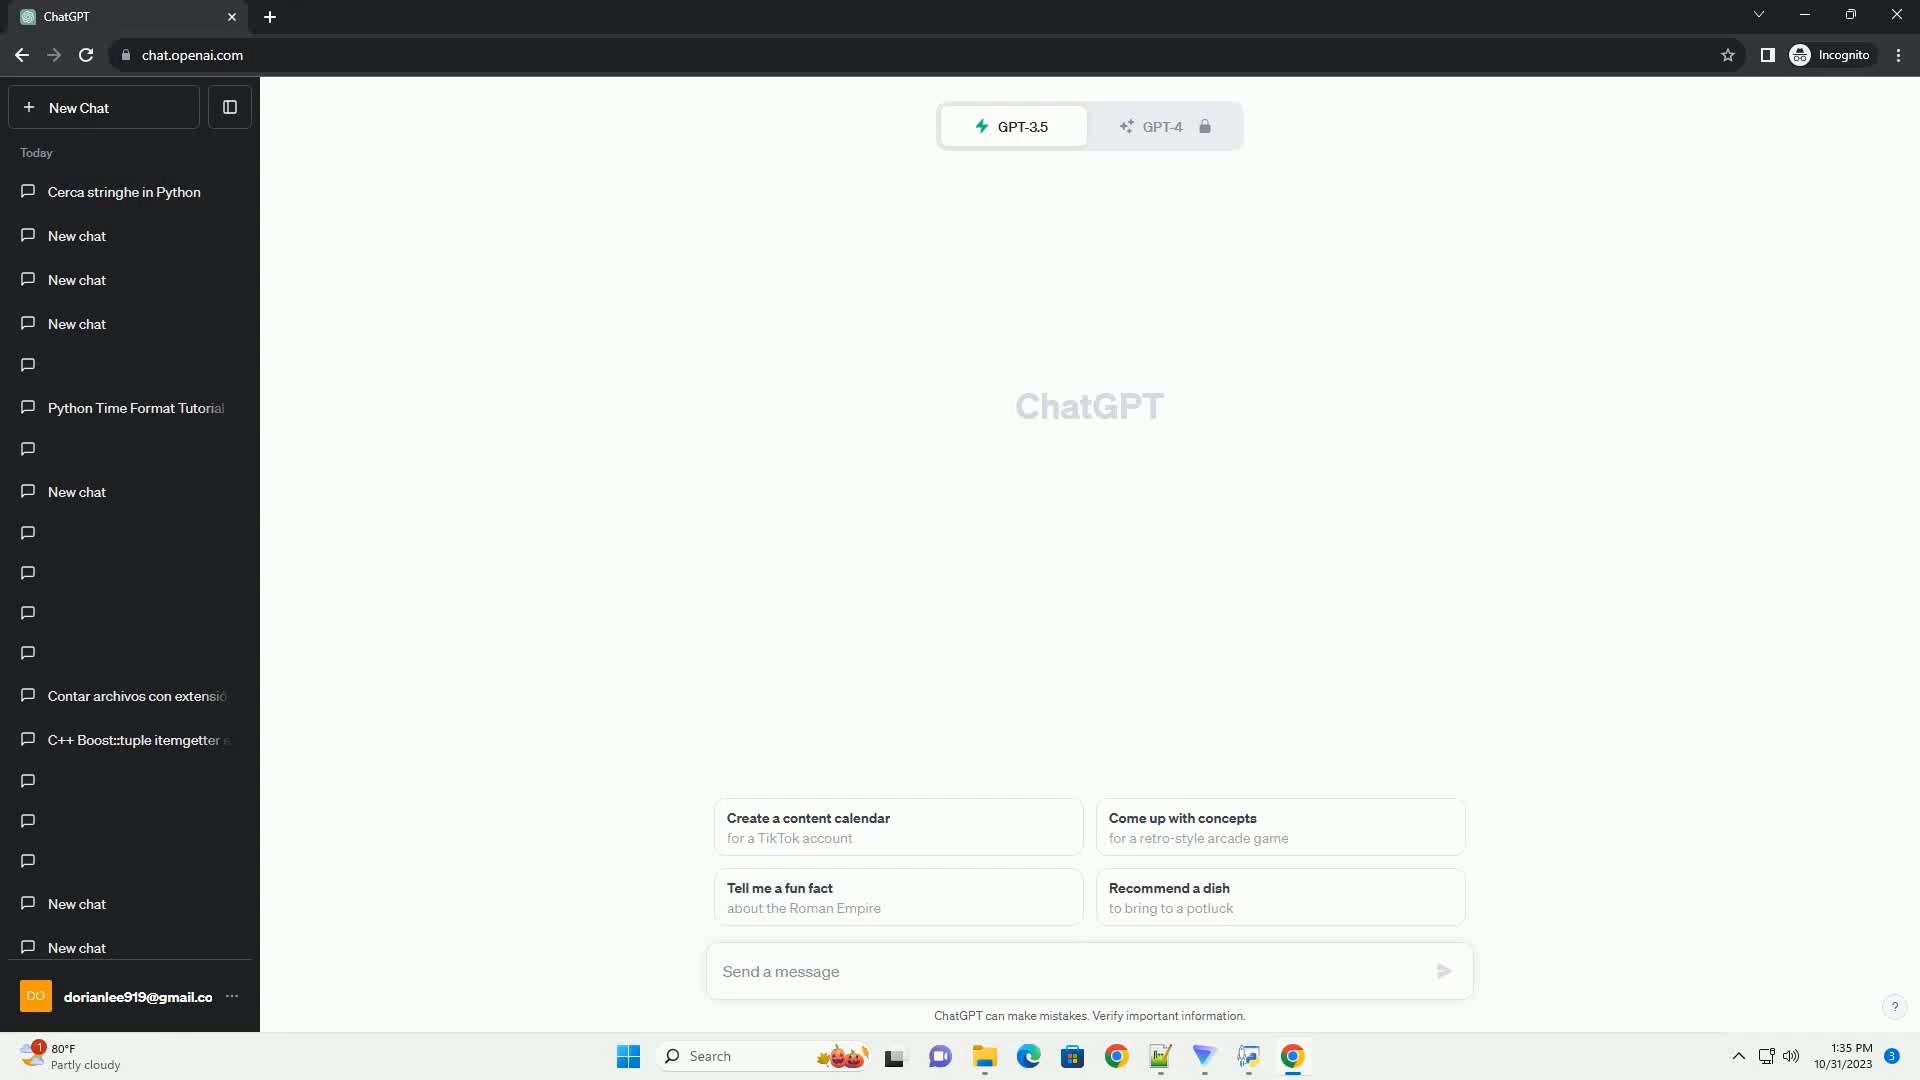 ChatGPT
chat.openai.com
Incognito
New Chat
Today
Cerca stringhe in Python
New chat
New chat
New chat
Python Time Format Tutorial
New chat
Contar archivos con extensió
C++ Boost::tuple itemgetter e
New chat
New chat
DO
dorianlee919@gmail.co
GPT-3.5
GPT-4
ChatGPT
Create a content calendar
for a TikTok account
Come up with concepts
for a retro-style arcade game
Tell me a fun fact
about the Roman Empire
Recommend a dish
to bring to a potluck
Send a message
ChatGPT can make mistakes. Verify important information.
?
1
80°F
Partly cloudy
Search
1:35 PM
10/31/2023
3